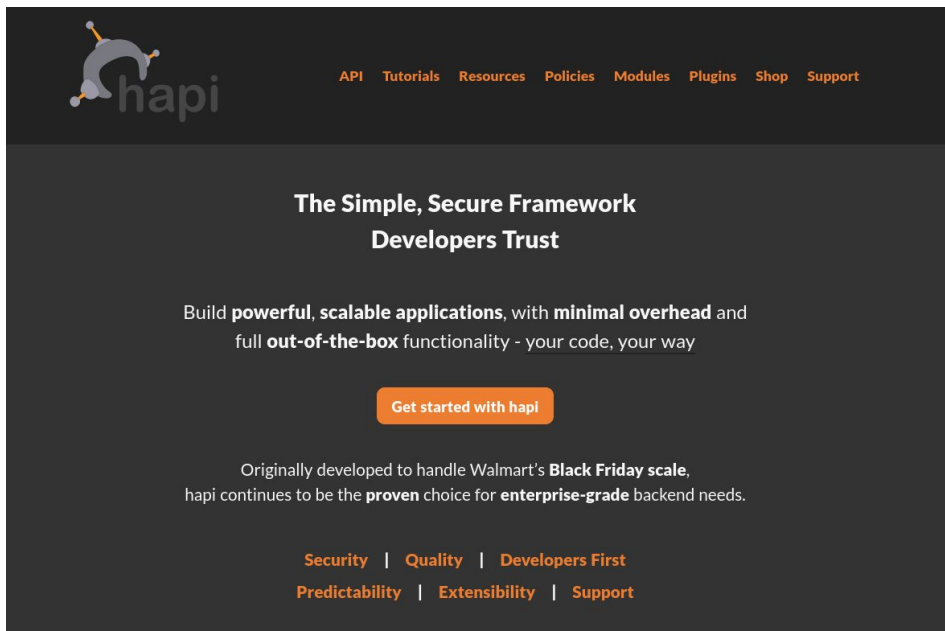 hapi
API Tutorials Resources Policies Modules Plugins Shop Support
The Simple, Secure Framework
Developers Trust
Build powerful, scalable applications, with minimal overhead and
full out-of-the-box functionality - your code, your way
Get started with hapi
Originally developed to handle Walmart’s Black Friday scale,
hapi continues to be the proven choice for enterprise-grade backend needs.
Security | Quality | Developers First
Predictability | Extensibility | Support